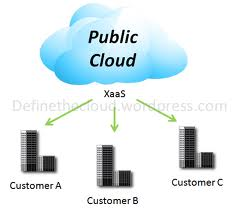 Public
Cloud
XaaS
Definethecloud.wordpress.com
Customer A
Customer B
Customer C